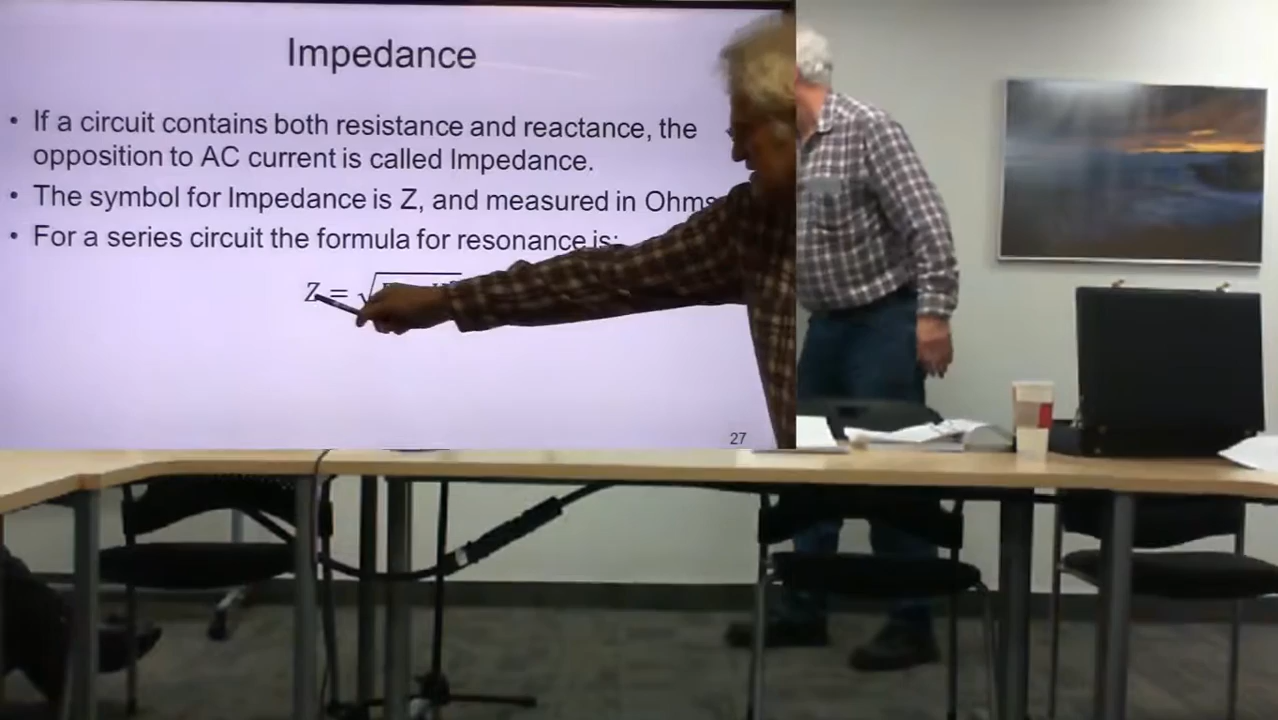 Impedance
• If a circuit contains both resistance and reactance, the
opposition to AC current is called Impedance.
• The symbol for Impedance is Z, and measured in Ohms
• For a series circuit the formula for resonance is:
Z = √
27